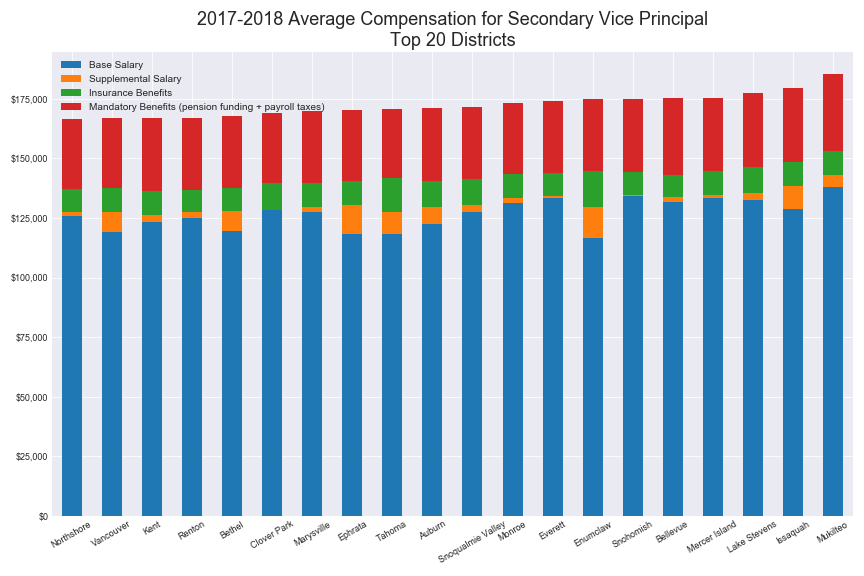 2017-2018 Average Compensation for Secondary Vice Principal
Top 20 Districts
Base Salary
Supplemental Salary
Insurance Benefits
Mandatory Benefits (pension funding + payroll taxes)
$175,000
$150,000
$125,000
$100,000
$75,000
$50,000
$25,000
$0
Northshore
Vancouver
Kent
Renton
Bethel
Clover Park
Marysville
Ephrata
Tahoma
Auburn
Snoqualmie Valley
Monroe
Everett
Enumclaw
Snohomish
Bellevue
Mercer Island
Lake Stevens
Issaquah
Mukilteo